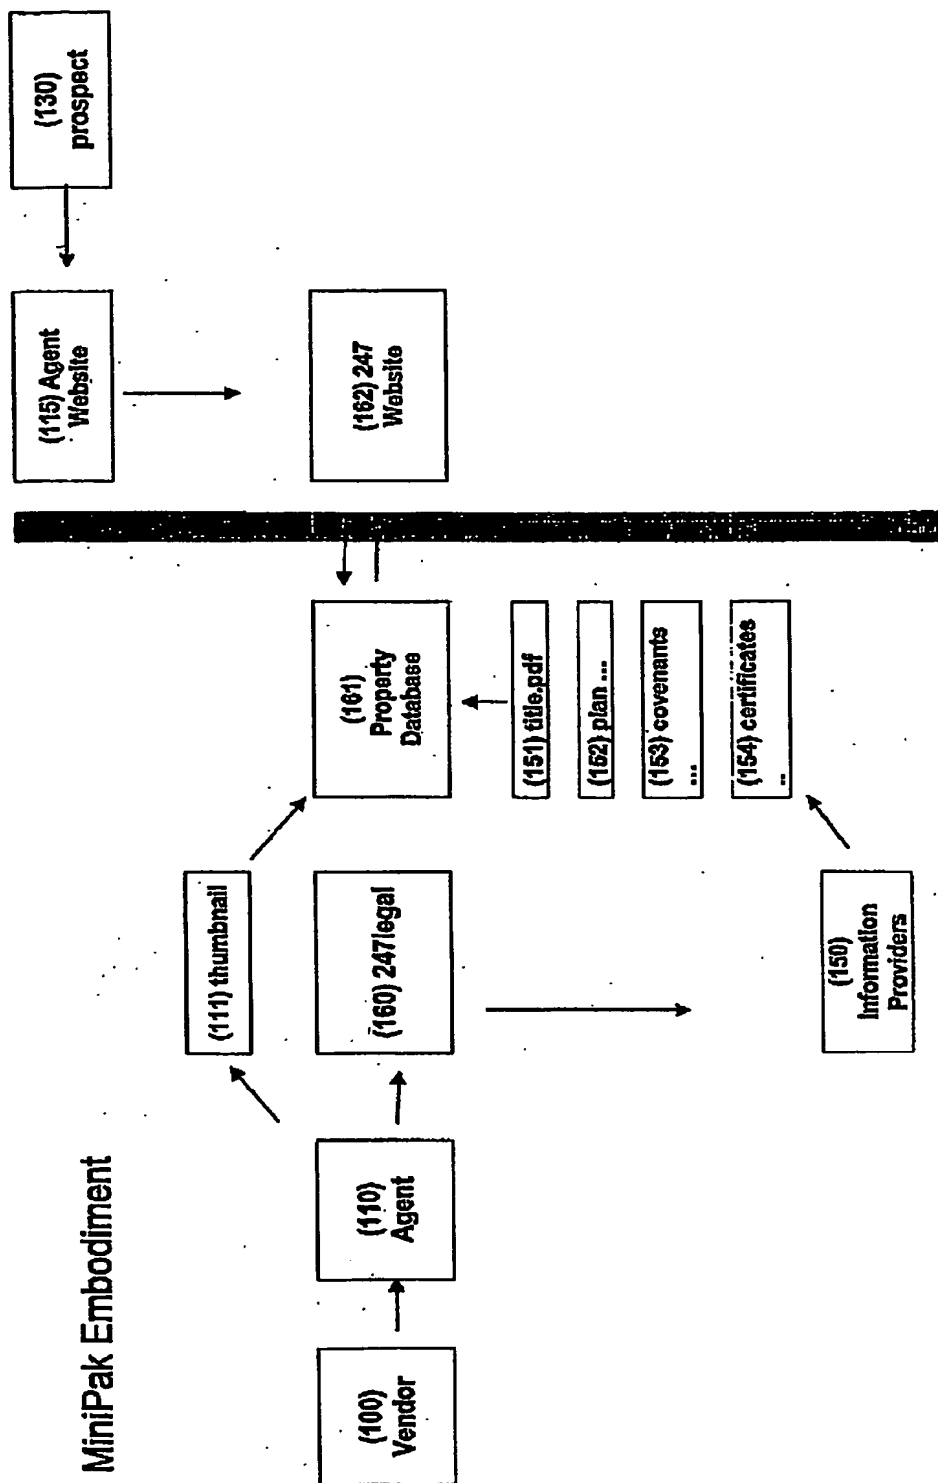 MiniPak Embodiment
(100)
Vendor
(110)
Agent
(111) thumbnail
(160) 247legal
(150)
Information
Providers
(161)
Property
Database
(151) title.pdf
(152) plan ...
(153) covenants
...
(154) certificates
..
(115) Agent
Website
(162) 247
Website
(130)
prospect